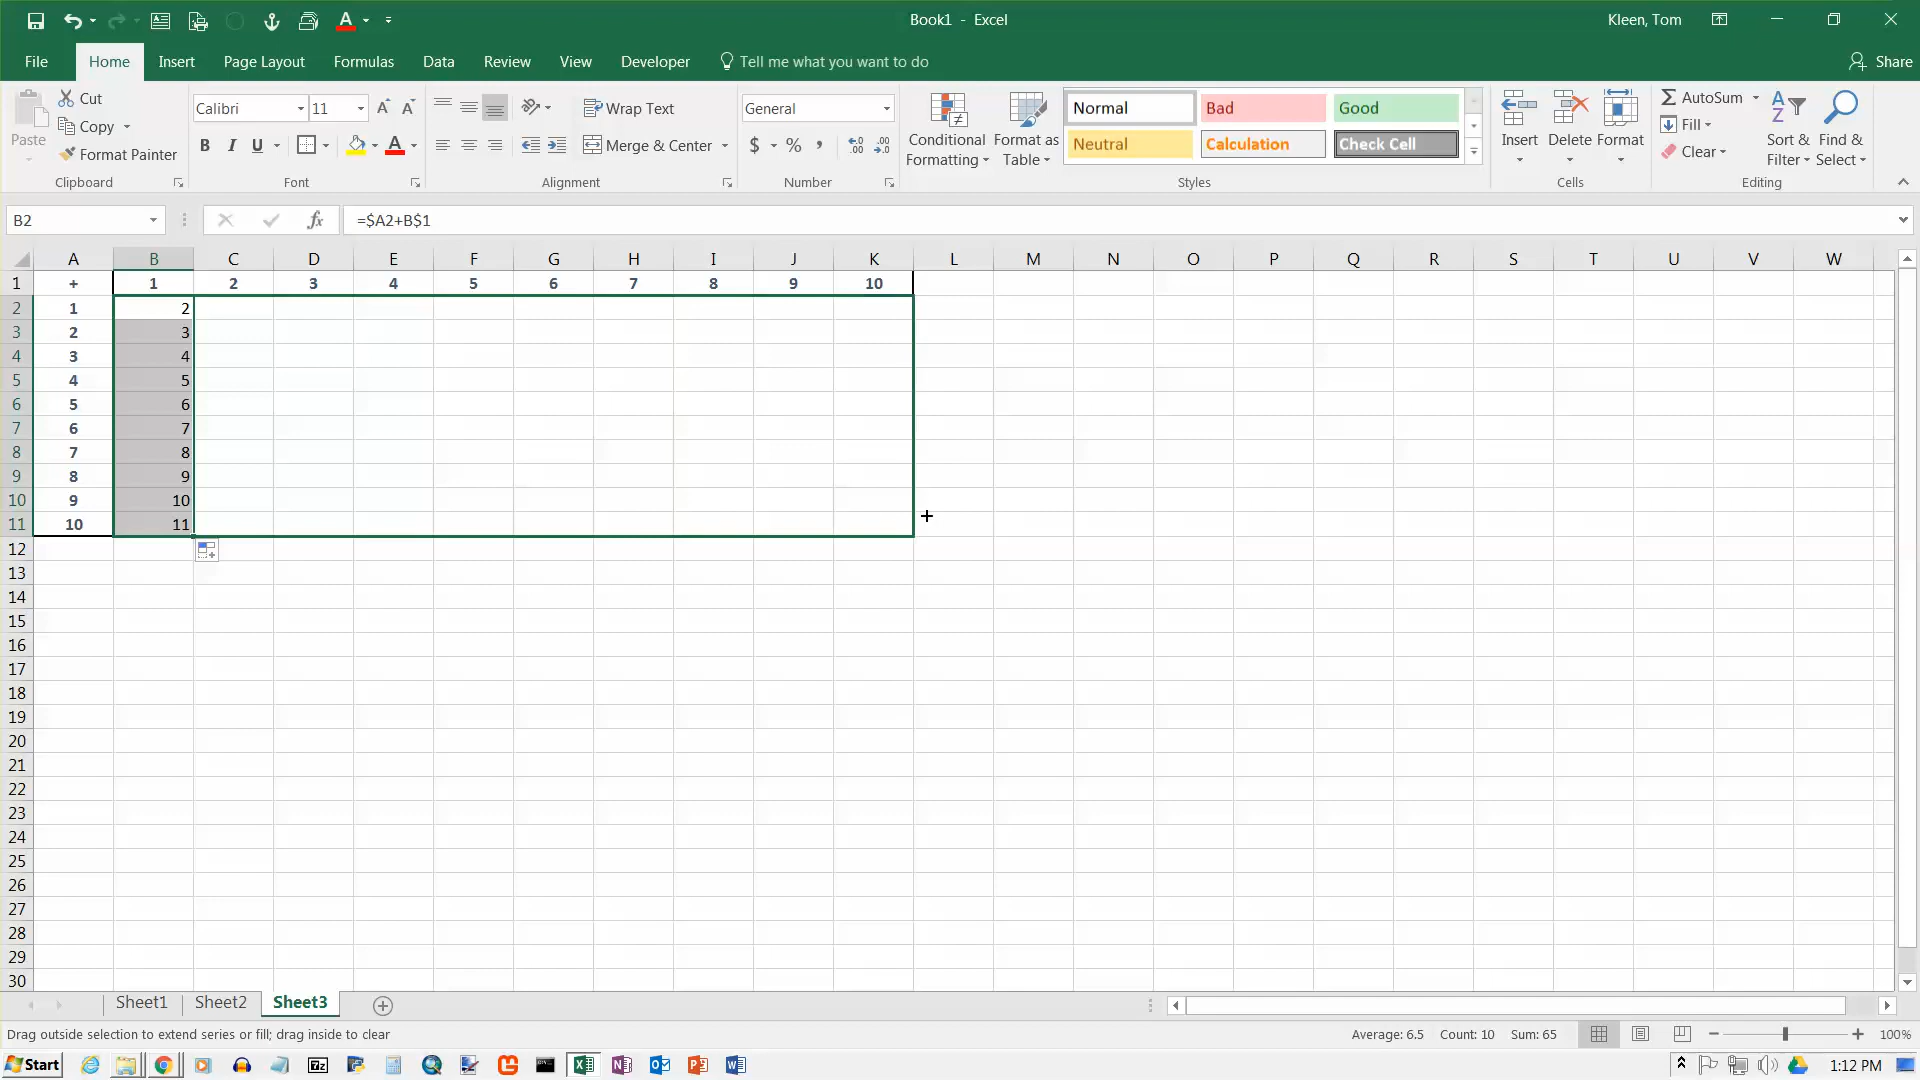 Book1 - Excel
Kleen, Tom
File Home Insert Page Layout Formulas Data Review View Developer Tell me what you want to do Share
Paste
Cut
Copy
Format Painter
Clipboard
Calibri 11
B I U A
Font
Wrap Text
Merge & Center
Alignment
General
$ % ,
Number
Conditional Formatting
Format as Table
Normal Bad Good
Neutral Calculation Check Cell
Styles
Insert Delete Format
Cells
AutoSum
Fill
Clear
Sort & Filter
Find & Select
Editing
B2 fx =$A2+B$1
A B C D E F G H I J K L M N O P Q R S T U V W
1 + 1 2 3 4 5 6 7 8 9 10
2 1 2
3 2 3
4 3 4
5 4 5
6 5 6
7 6 7
8 7 8
9 8 9
10 9 10
11 10 11
12
13
14
15
16
17
18
19
20
21
22
23
24
25
26
27
28
29
30
Sheet1 Sheet2 Sheet3
Drag outside selection to extend series or fill; drag inside to clear Average: 6.5 Count: 10 Sum: 65 100%
Start 1:12 PM